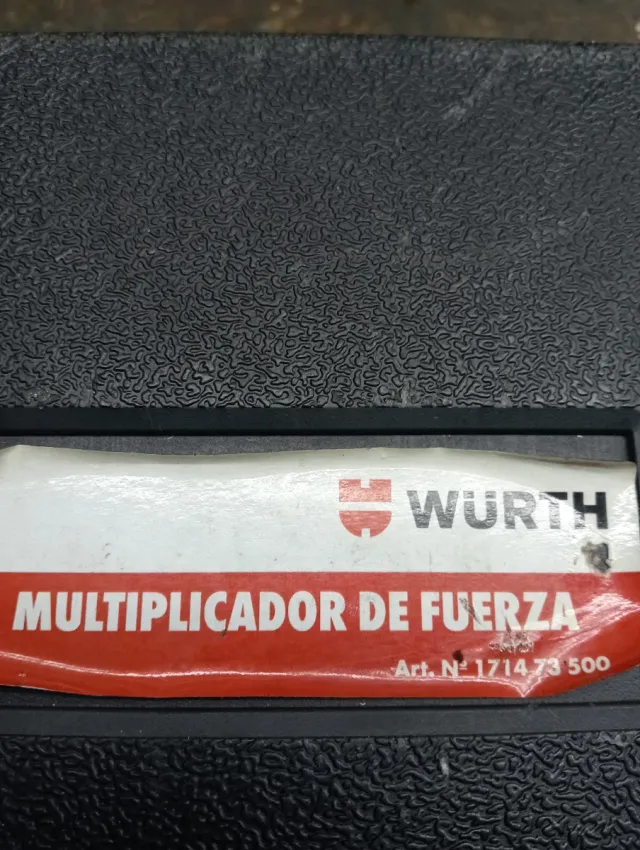 WÜRTH
MULTIPLICADOR DE FUERZA
Art. Nº 1714 73 500